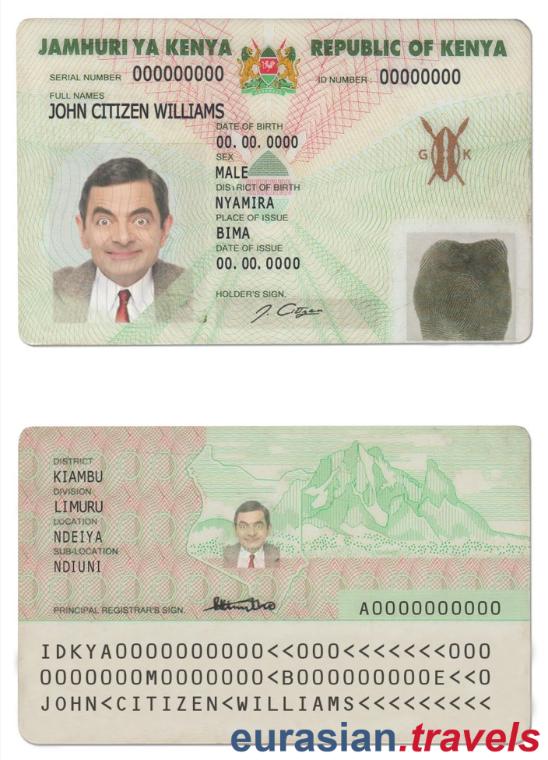 JAMHURI YA KENYA REPUBLIC OF KENYA
SERIAL NUMBER 000000000 ID NUMBER 00000000
FULL NAMES
JOHN CITIZEN WILLIAMS
DATE OF BIRTH
00. 00. 0000
SEX
MALE
DISTRICT OF BIRTH
NYAMIRA
PLACE OF ISSUE
BIMA
DATE OF ISSUE
00. 00. 0000
HOLDER'S SIGN.
J. Citizen
G K
DISTRICT
KIAMBU
DIVISION
LIMURU
LOCATION
NDEIYA
SUB-LOCATION
NDIUNI
PRINCIPAL REGISTRAR'S SIGN.
A0000000000
IDKYA0000000000<<000<<<<<<<000
0000000M0000000<B000000000E<<0
JOHN<CITIZEN<WILLIAMS<<<<<<<<<
eurasian.travels